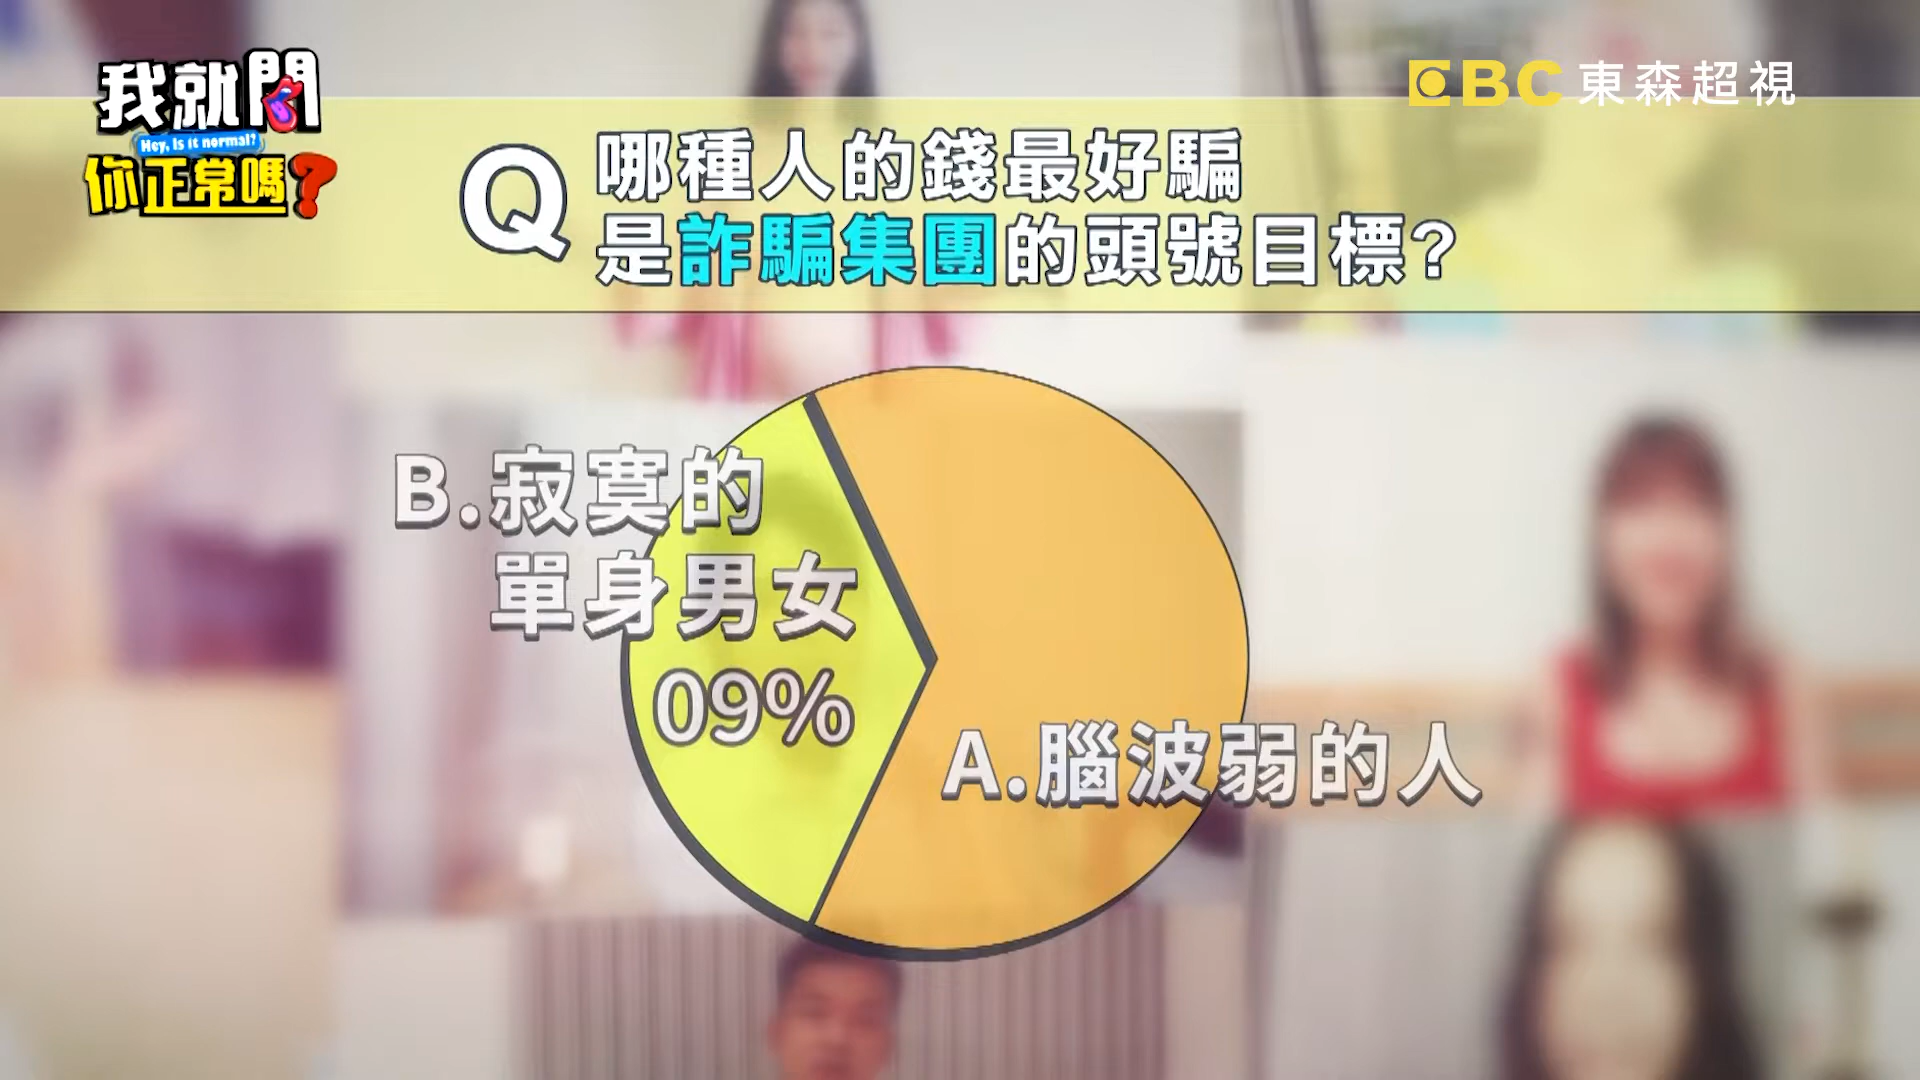 我就問
Hey, Is it normal?
你正常嗎?
EBC 東森超視
Q 哪種人的錢最好騙
是詐騙集團的頭號目標?
B.寂寞的
單身男女
09%
A.腦波弱的人